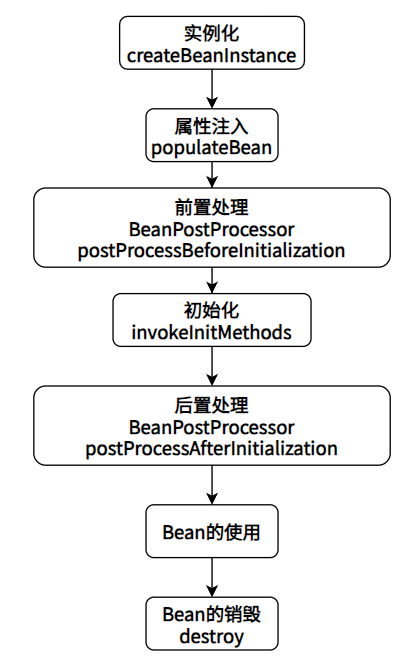 实例化
createBeanInstance
属性注入
populateBean
前置处理
BeanPostProcessor
postProcessBeforeInitialization
初始化
invokeInitMethods
后置处理
BeanPostProcessor
postProcessAfterInitialization
Bean的使用
Bean的销毁
destroy